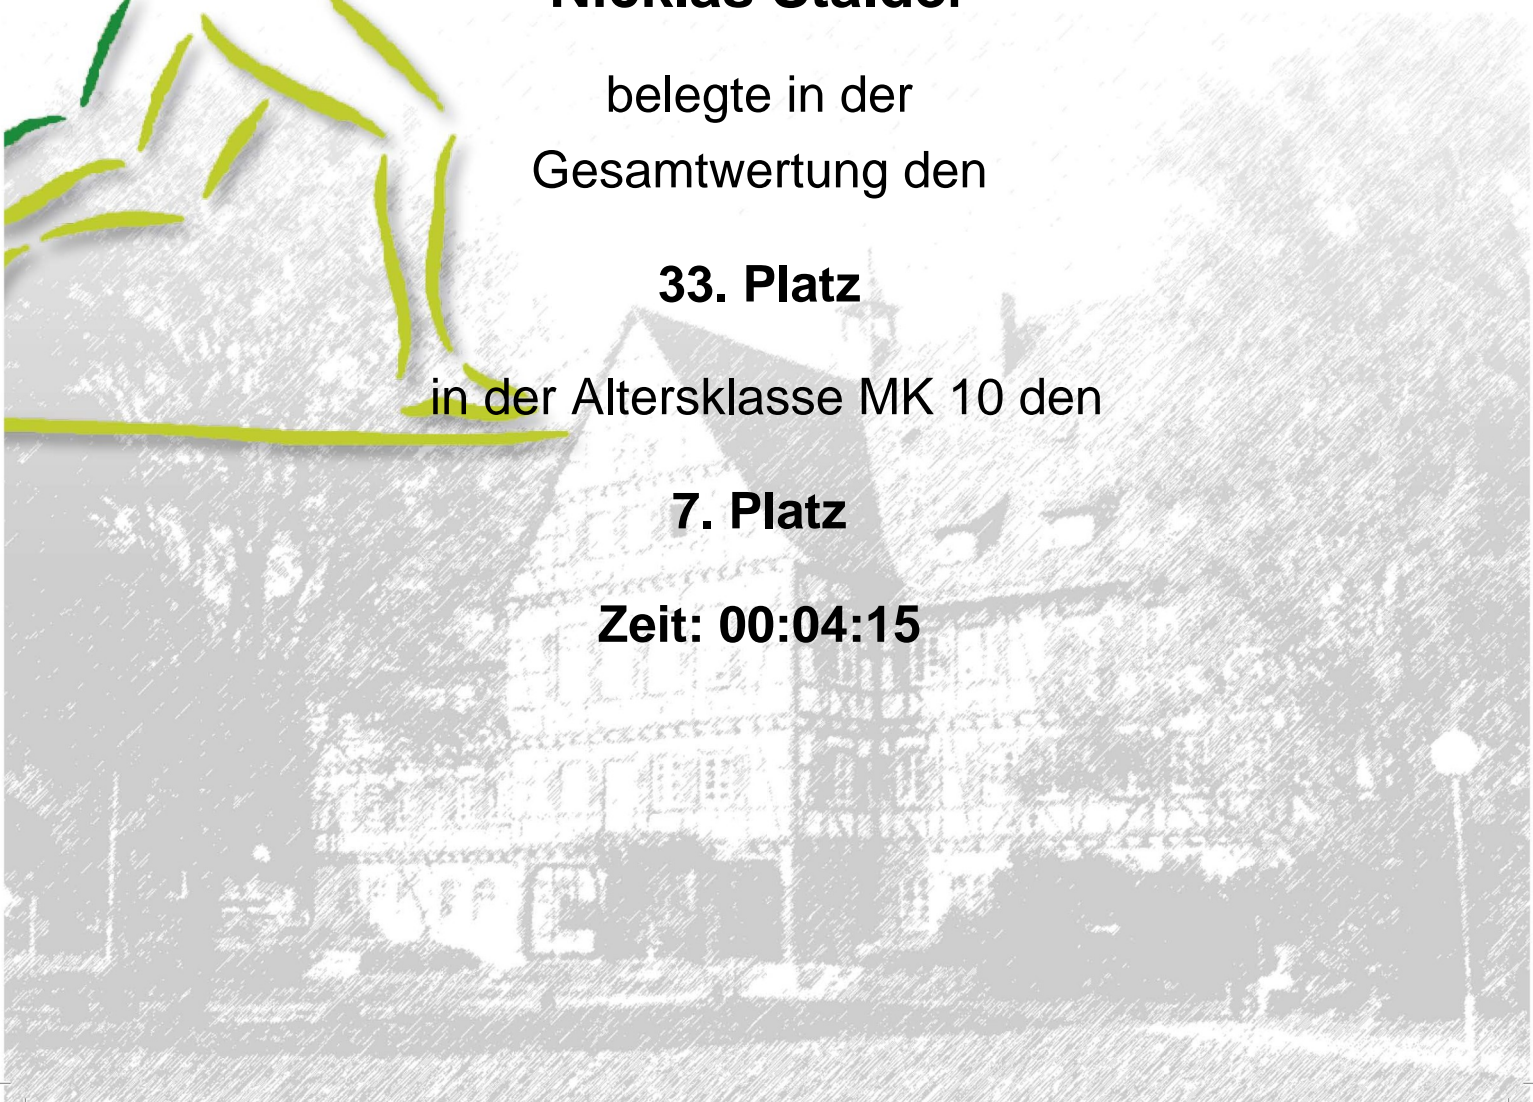 belegte in der
Gesamtwertung den
33. Platz
in der Altersklasse MK 10 den
7. Platz
Zeit: 00:04:15